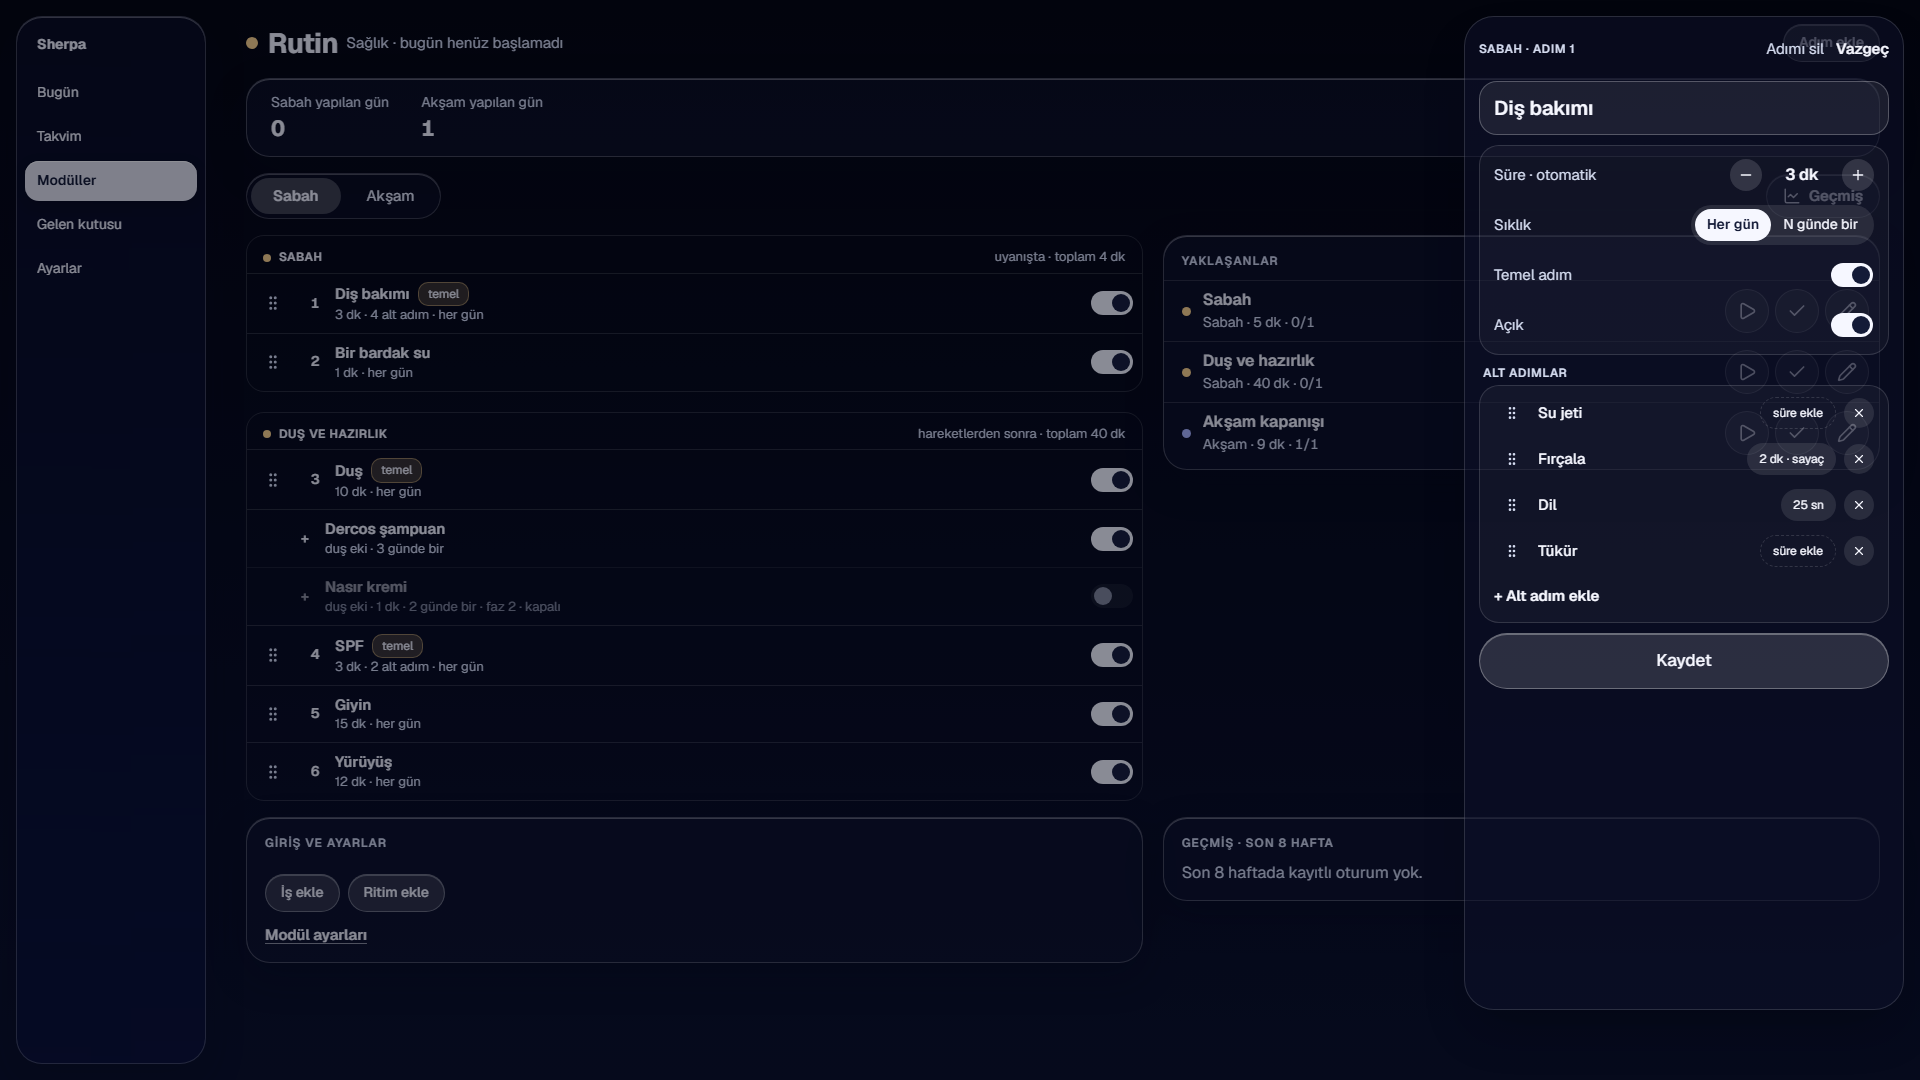 Sherpa
Bugün
Takvim
Modüller
Gelen kutusu
Ayarlar
Rutin Sağlık · bugün henüz başlamadı
Adım ekle
Sabah yapılan gün
0
Akşam yapılan gün
1
Sabah
Akşam
Geçmiş
SABAH
uyanışta · toplam 4 dk
1
Diş bakımı temel
3 dk · 4 alt adım · her gün
2
Bir bardak su
1 dk · her gün
DUŞ VE HAZIRLIK
hareketlerden sonra · toplam 40 dk
3
Duş temel
10 dk · her gün
+
Dercos şampuan
duş eki · 3 günde bir
+
Nasır kremi
duş eki · 1 dk · 2 günde bir · faz 2 · kapalı
4
SPF temel
3 dk · 2 alt adım · her gün
5
Giyin
15 dk · her gün
6
Yürüyüş
12 dk · her gün
GİRİŞ VE AYARLAR
İş ekle
Ritim ekle
Modül ayarları
YAKLAŞANLAR
Sabah
Sabah · 5 dk · 0/1
Duş ve hazırlık
Sabah · 40 dk · 0/1
Akşam kapanışı
Akşam · 9 dk · 1/1
GEÇMİŞ · SON 8 HAFTA
Son 8 haftada kayıtlı oturum yok.
SABAH · ADIM 1
Adımı sil
Vazgeç
Diş bakımı
Süre · otomatik
− 3 dk +
Sıklık
Her gün
N günde bir
Temel adım
Açık
ALT ADIMLAR
Su jeti
süre ekle
Fırçala
2 dk · sayaç
Dil
25 sn
Tükür
süre ekle
+ Alt adım ekle
Kaydet